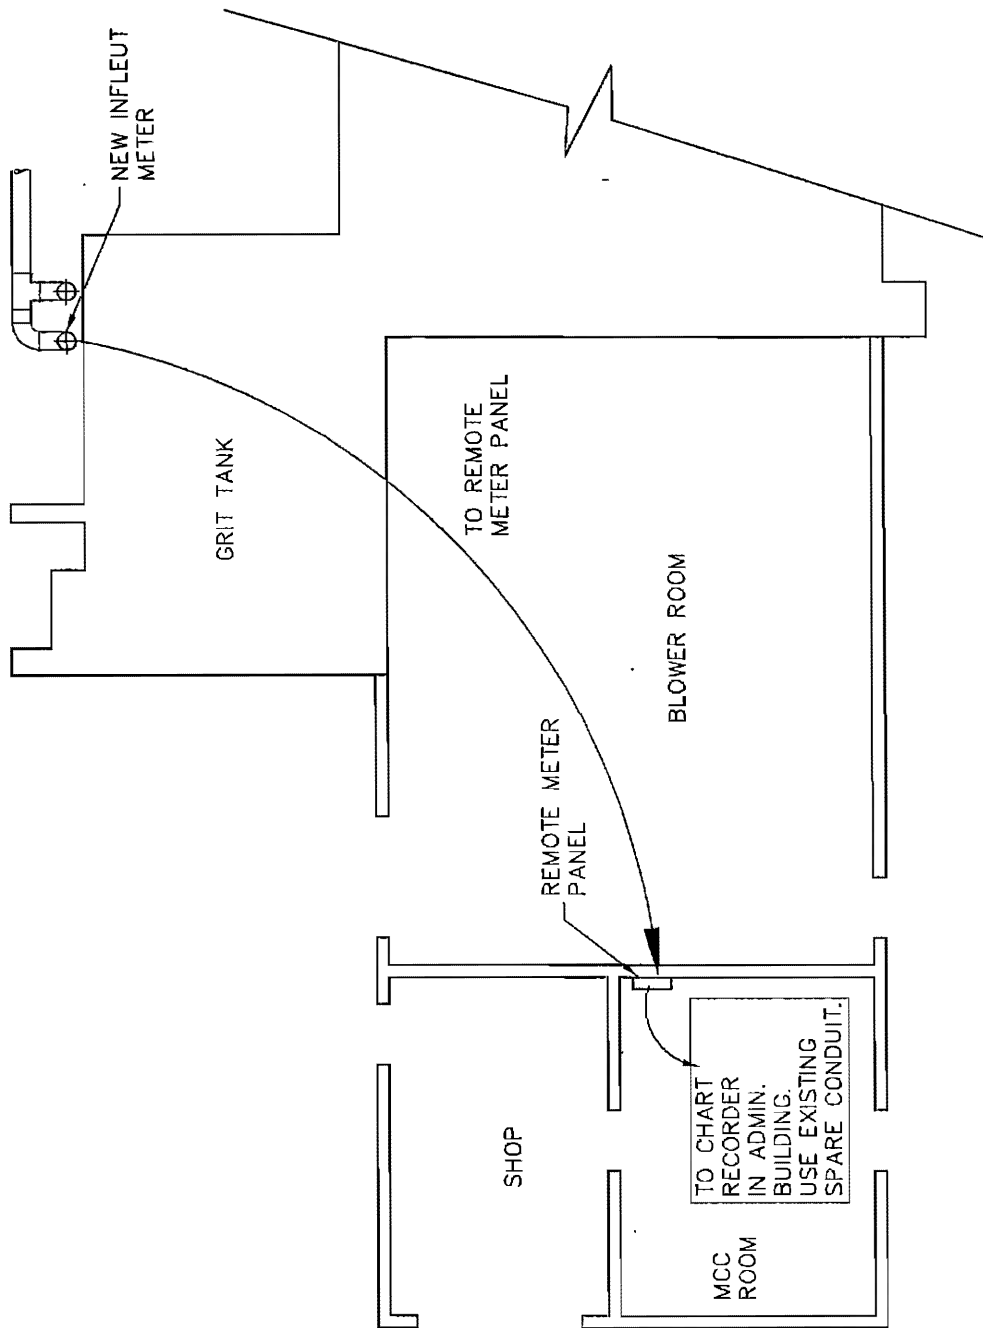 NEW INFLEUT
METER
GRIT TANK
TO REMOTE
METER PANEL
BLOWER ROOM
REMOTE METER
PANEL
SHOP
TO CHART
RECORDER
IN ADMIN.
BUILDING.
USE EXISTING
SPARE CONDUIT.
MCC
ROOM